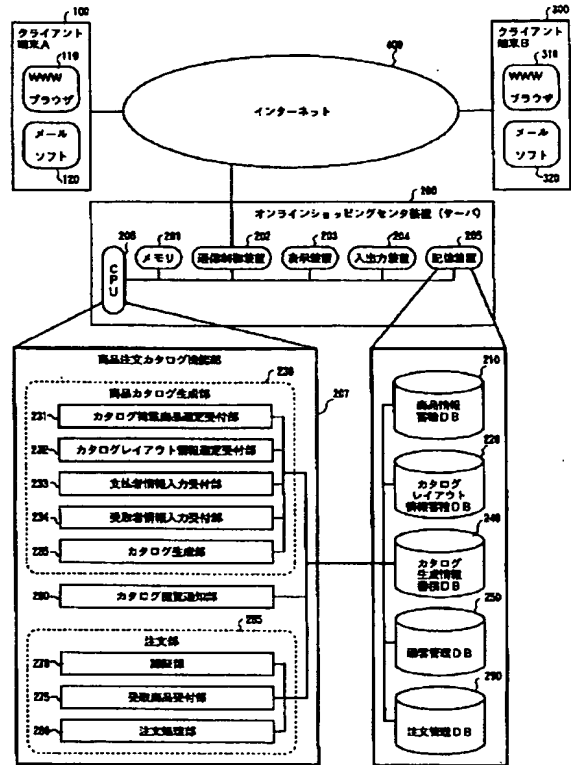 100
クライアント
端末A
110
WWW
ブラウザ
メール
ソフト
120
400
インターネット
300
クライアント
端末B
310
WWW
ブラウザ
メール
ソフト
320
200
オンラインショッピングセンタ装置(サーバ)
206
CPU
201
メモリ
202
通信制御装置
203
表示装置
204
入出力装置
205
記憶装置
商品注文カタログ機能部
207
230
商品カタログ生成部
231
カタログ掲載商品選定受付部
232
カタログレイアウト情報選定受付部
233
支払者情報入力受付部
234
受取者情報入力受付部
カタログ生成部
カタログ閲覧通知部
注文部
認証部
275
受取商品受付部
注文処理部
210
商品情報
蓄積DB
220
カタログ
レイアウト
情報蓄積DB
240
カタログ
生成情報
蓄積DB
250
顧客管理DB
290
注文管理DB